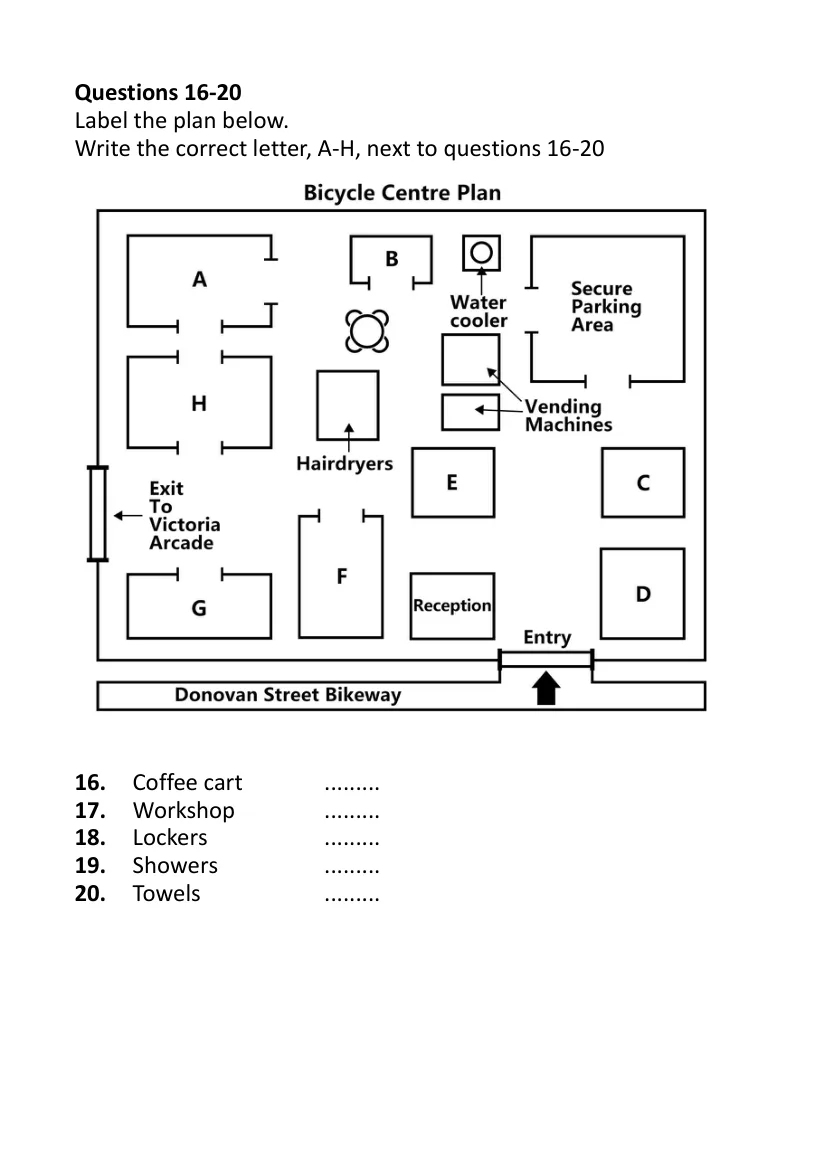 Questions 16-20
Label the plan below.
Write the correct letter, A-H, next to questions 16-20
Bicycle Centre Plan
A
B
Water
cooler
Secure
Parking
Area
H
Vending
Machines
Hairdryers
E
C
Exit
To
Victoria
Arcade
F
G
Reception
D
Entry
Donovan Street Bikeway
16. Coffee cart .........
17. Workshop .........
18. Lockers .........
19. Showers .........
20. Towels .........